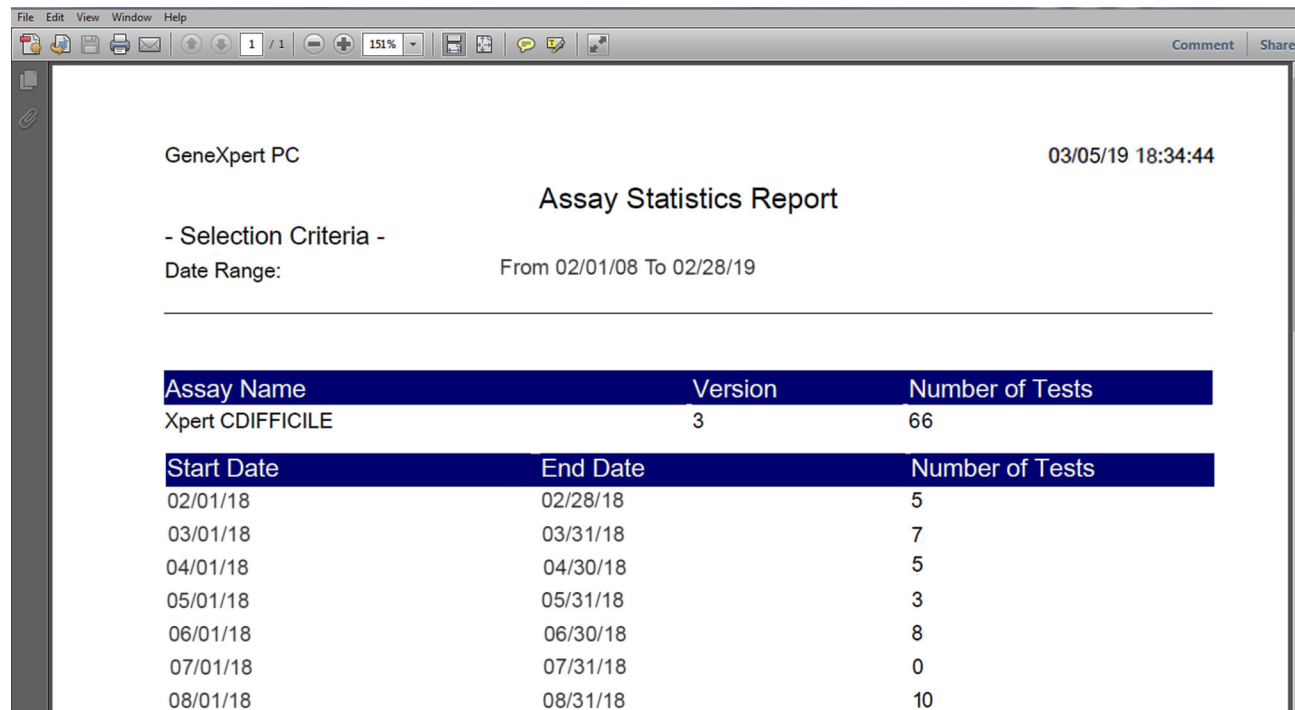 File Edit View Window Help
1 / 1 151% Comment Share
GeneXpert PC 03/05/19 18:34:44
Assay Statistics Report
- Selection Criteria -
Date Range: From 02/01/08 To 02/28/19
Assay Name Version Number of Tests
Xpert CDIFFICILE 3 66
Start Date End Date Number of Tests
02/01/18 02/28/18 5
03/01/18 03/31/18 7
04/01/18 04/30/18 5
05/01/18 05/31/18 3
06/01/18 06/30/18 8
07/01/18 07/31/18 0
08/01/18 08/31/18 10